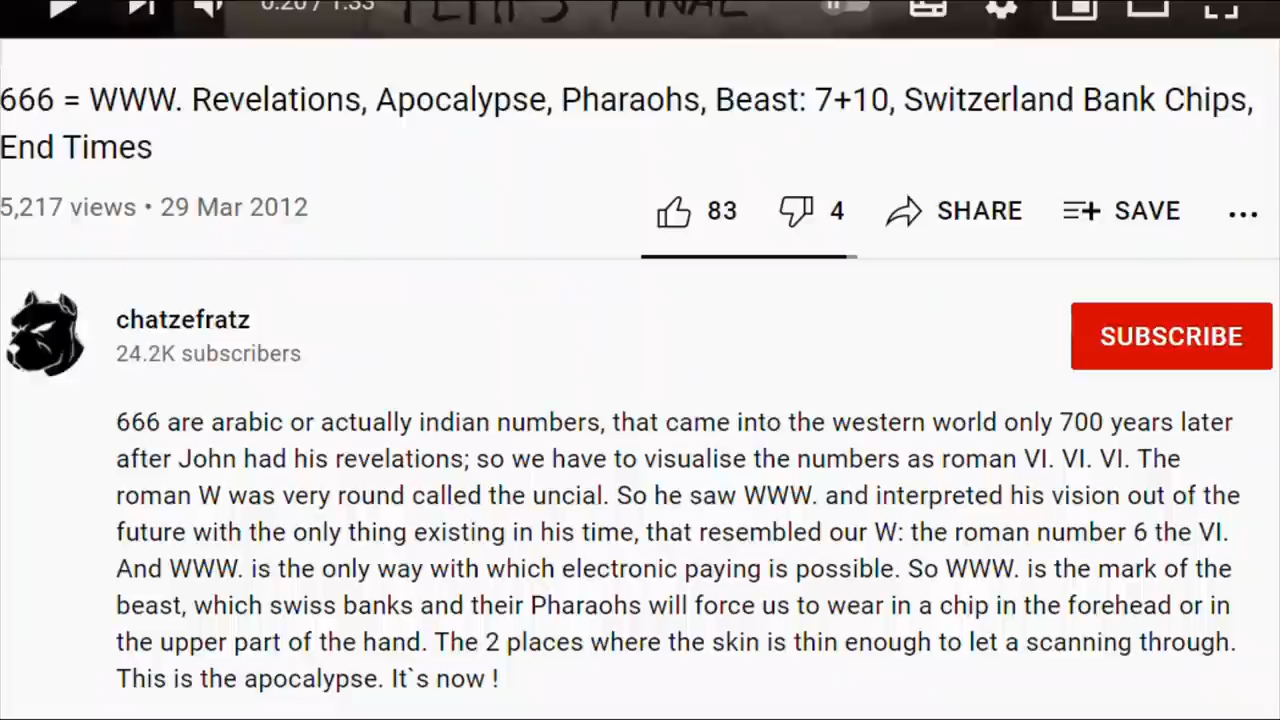 0:20 / 1:33
TEMPS FINAL
666 = WWW. Revelations, Apocalypse, Pharaohs, Beast: 7+10, Switzerland Bank Chips,
End Times
5,217 views • 29 Mar 2012
83
4
SHARE
SAVE
chatzefratz
24.2K subscribers
SUBSCRIBE
666 are arabic or actually indian numbers, that came into the western world only 700 years later
after John had his revelations; so we have to visualise the numbers as roman VI. VI. VI. The
roman W was very round called the uncial. So he saw WWW. and interpreted his vision out of the
future with the only thing existing in his time, that resembled our W: the roman number 6 the VI.
And WWW. is the only way with which electronic paying is possible. So WWW. is the mark of the
beast, which swiss banks and their Pharaohs will force us to wear in a chip in the forehead or in
the upper part of the hand. The 2 places where the skin is thin enough to let a scanning through.
This is the apocalypse. It`s now !